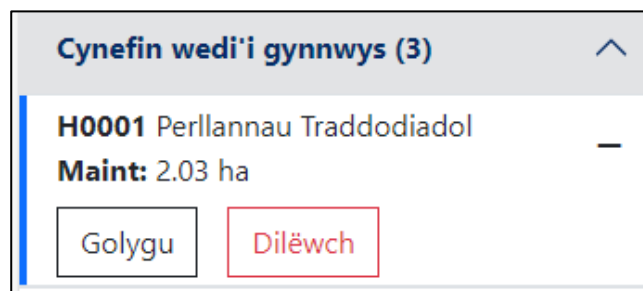 Cynefin wedi'i gynnwys (3)
H0001 Perllannau Traddodiadol
Maint: 2.03 ha
Golygu Dilëwch